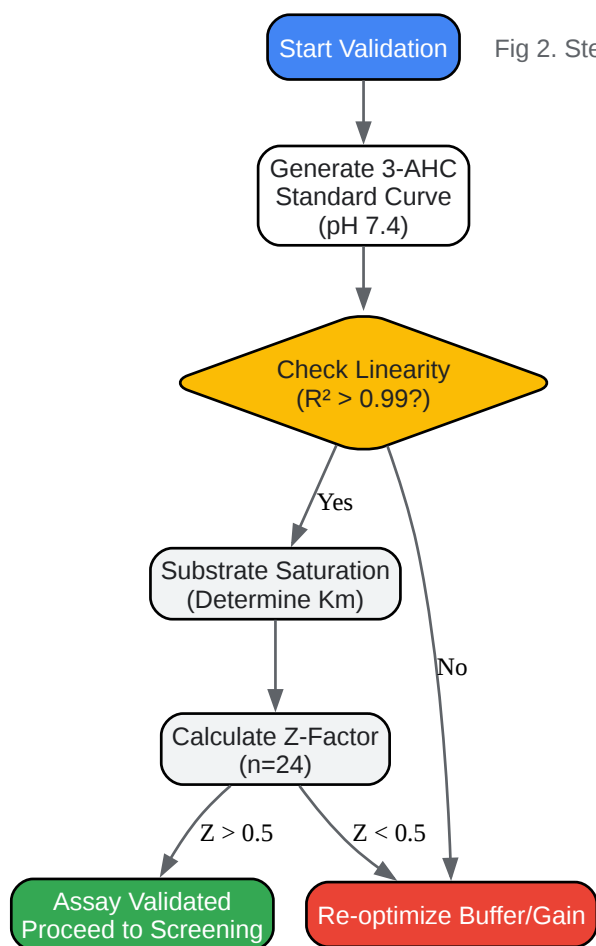 Start Validation
Fig 2.
Generate 3-AHC
Standard Curve
(pH 7.4)
Check Linearity
(R² > 0.99?)
Yes
Substrate Saturation
(Determine Km)
No
Calculate Z-Factor
(n=24)
Z > 0.5
Z < 0.5
Assay Validated
Proceed to Screening
Re-optimize Buffer/Gain